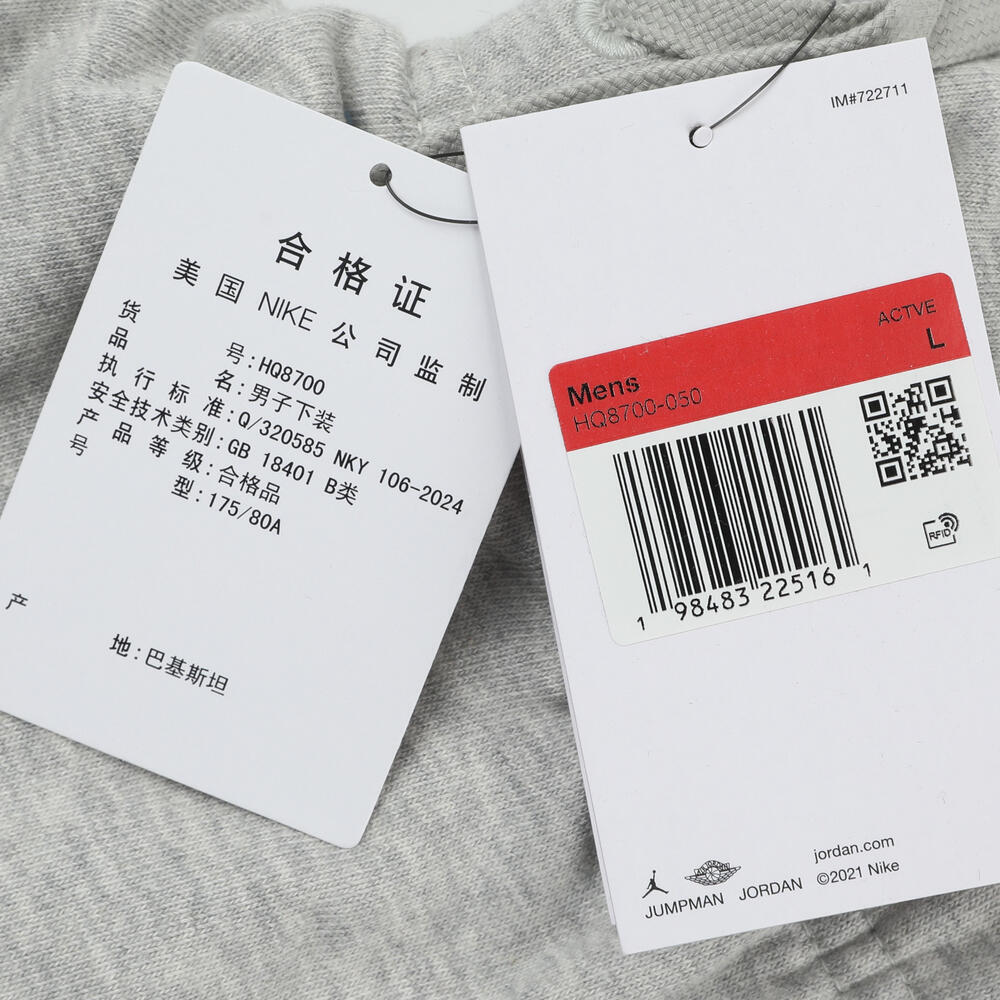 合格证
美国 NIKE 公司监制
货号:HQ8700
品名:男子下装
执行标准:Q/320585 NKY 106-2024
安全技术类别:GB 18401 B类
产品等级:合格品
号型:175/80A
产地:巴基斯坦
IM#722711
ACTVE
Mens L
HQ8700-050
1 98483 22516 1
RFID
jordan.com
JUMPMAN JORDAN ©2021 Nike